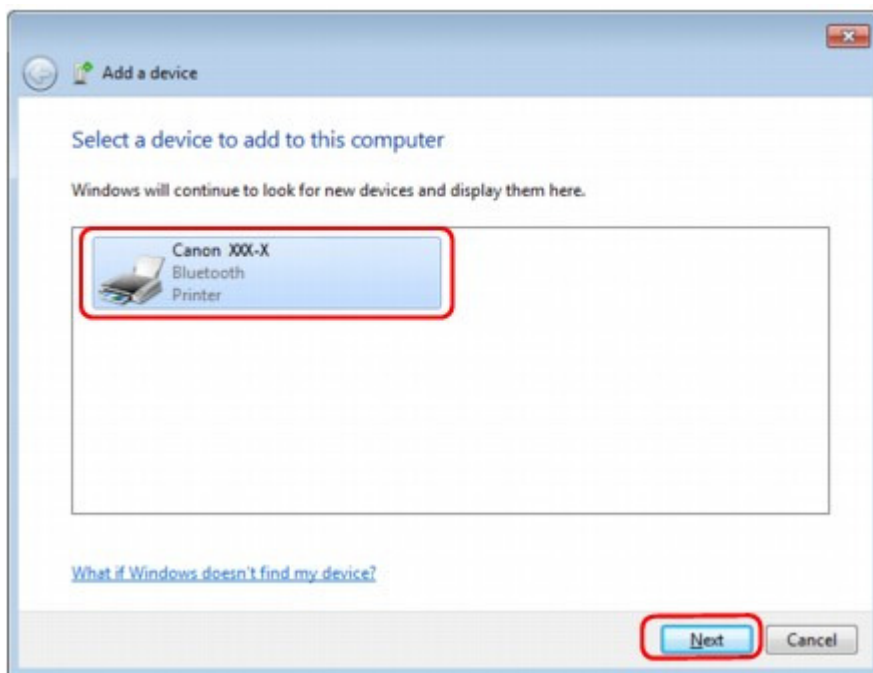 Add a device
Select a device to add to this computer
Windows will continue to look for new devices and display them here.
Canon XXX-X
Bluetooth
Printer
What if Windows doesn't find my device?
Next
Cancel